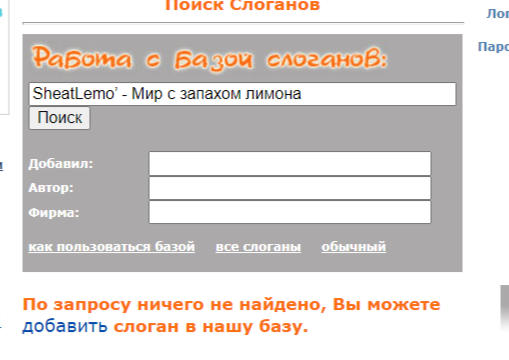 Поиск Слоганов
Работа с базой слоганов:
SheatLemo’ - Мир с запахом лимона
Поиск
Добавил:
Автор:
Фирма:
как пользоваться базой все слоганы обычный
По запросу ничего не найдено, Вы можете
добавить слоган в нашу базу.